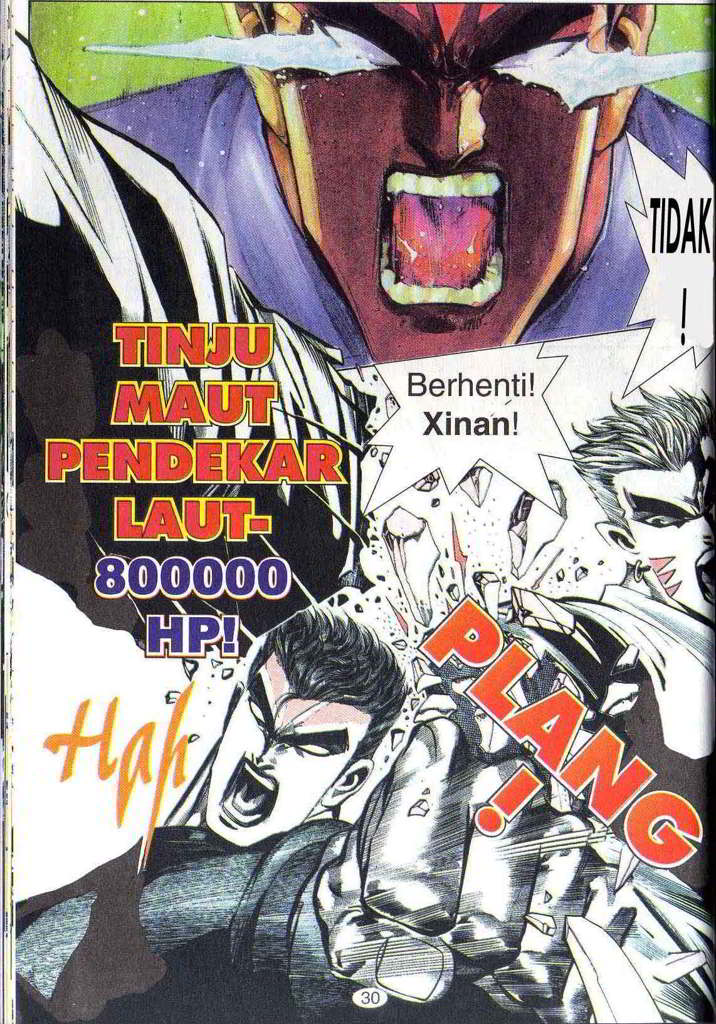 TIDAK
!
Berhenti!
Xinan!
TINJU
MAUT
PENDEKAR
LAUT-
800000
HP!
PLANG
!
Hah
30